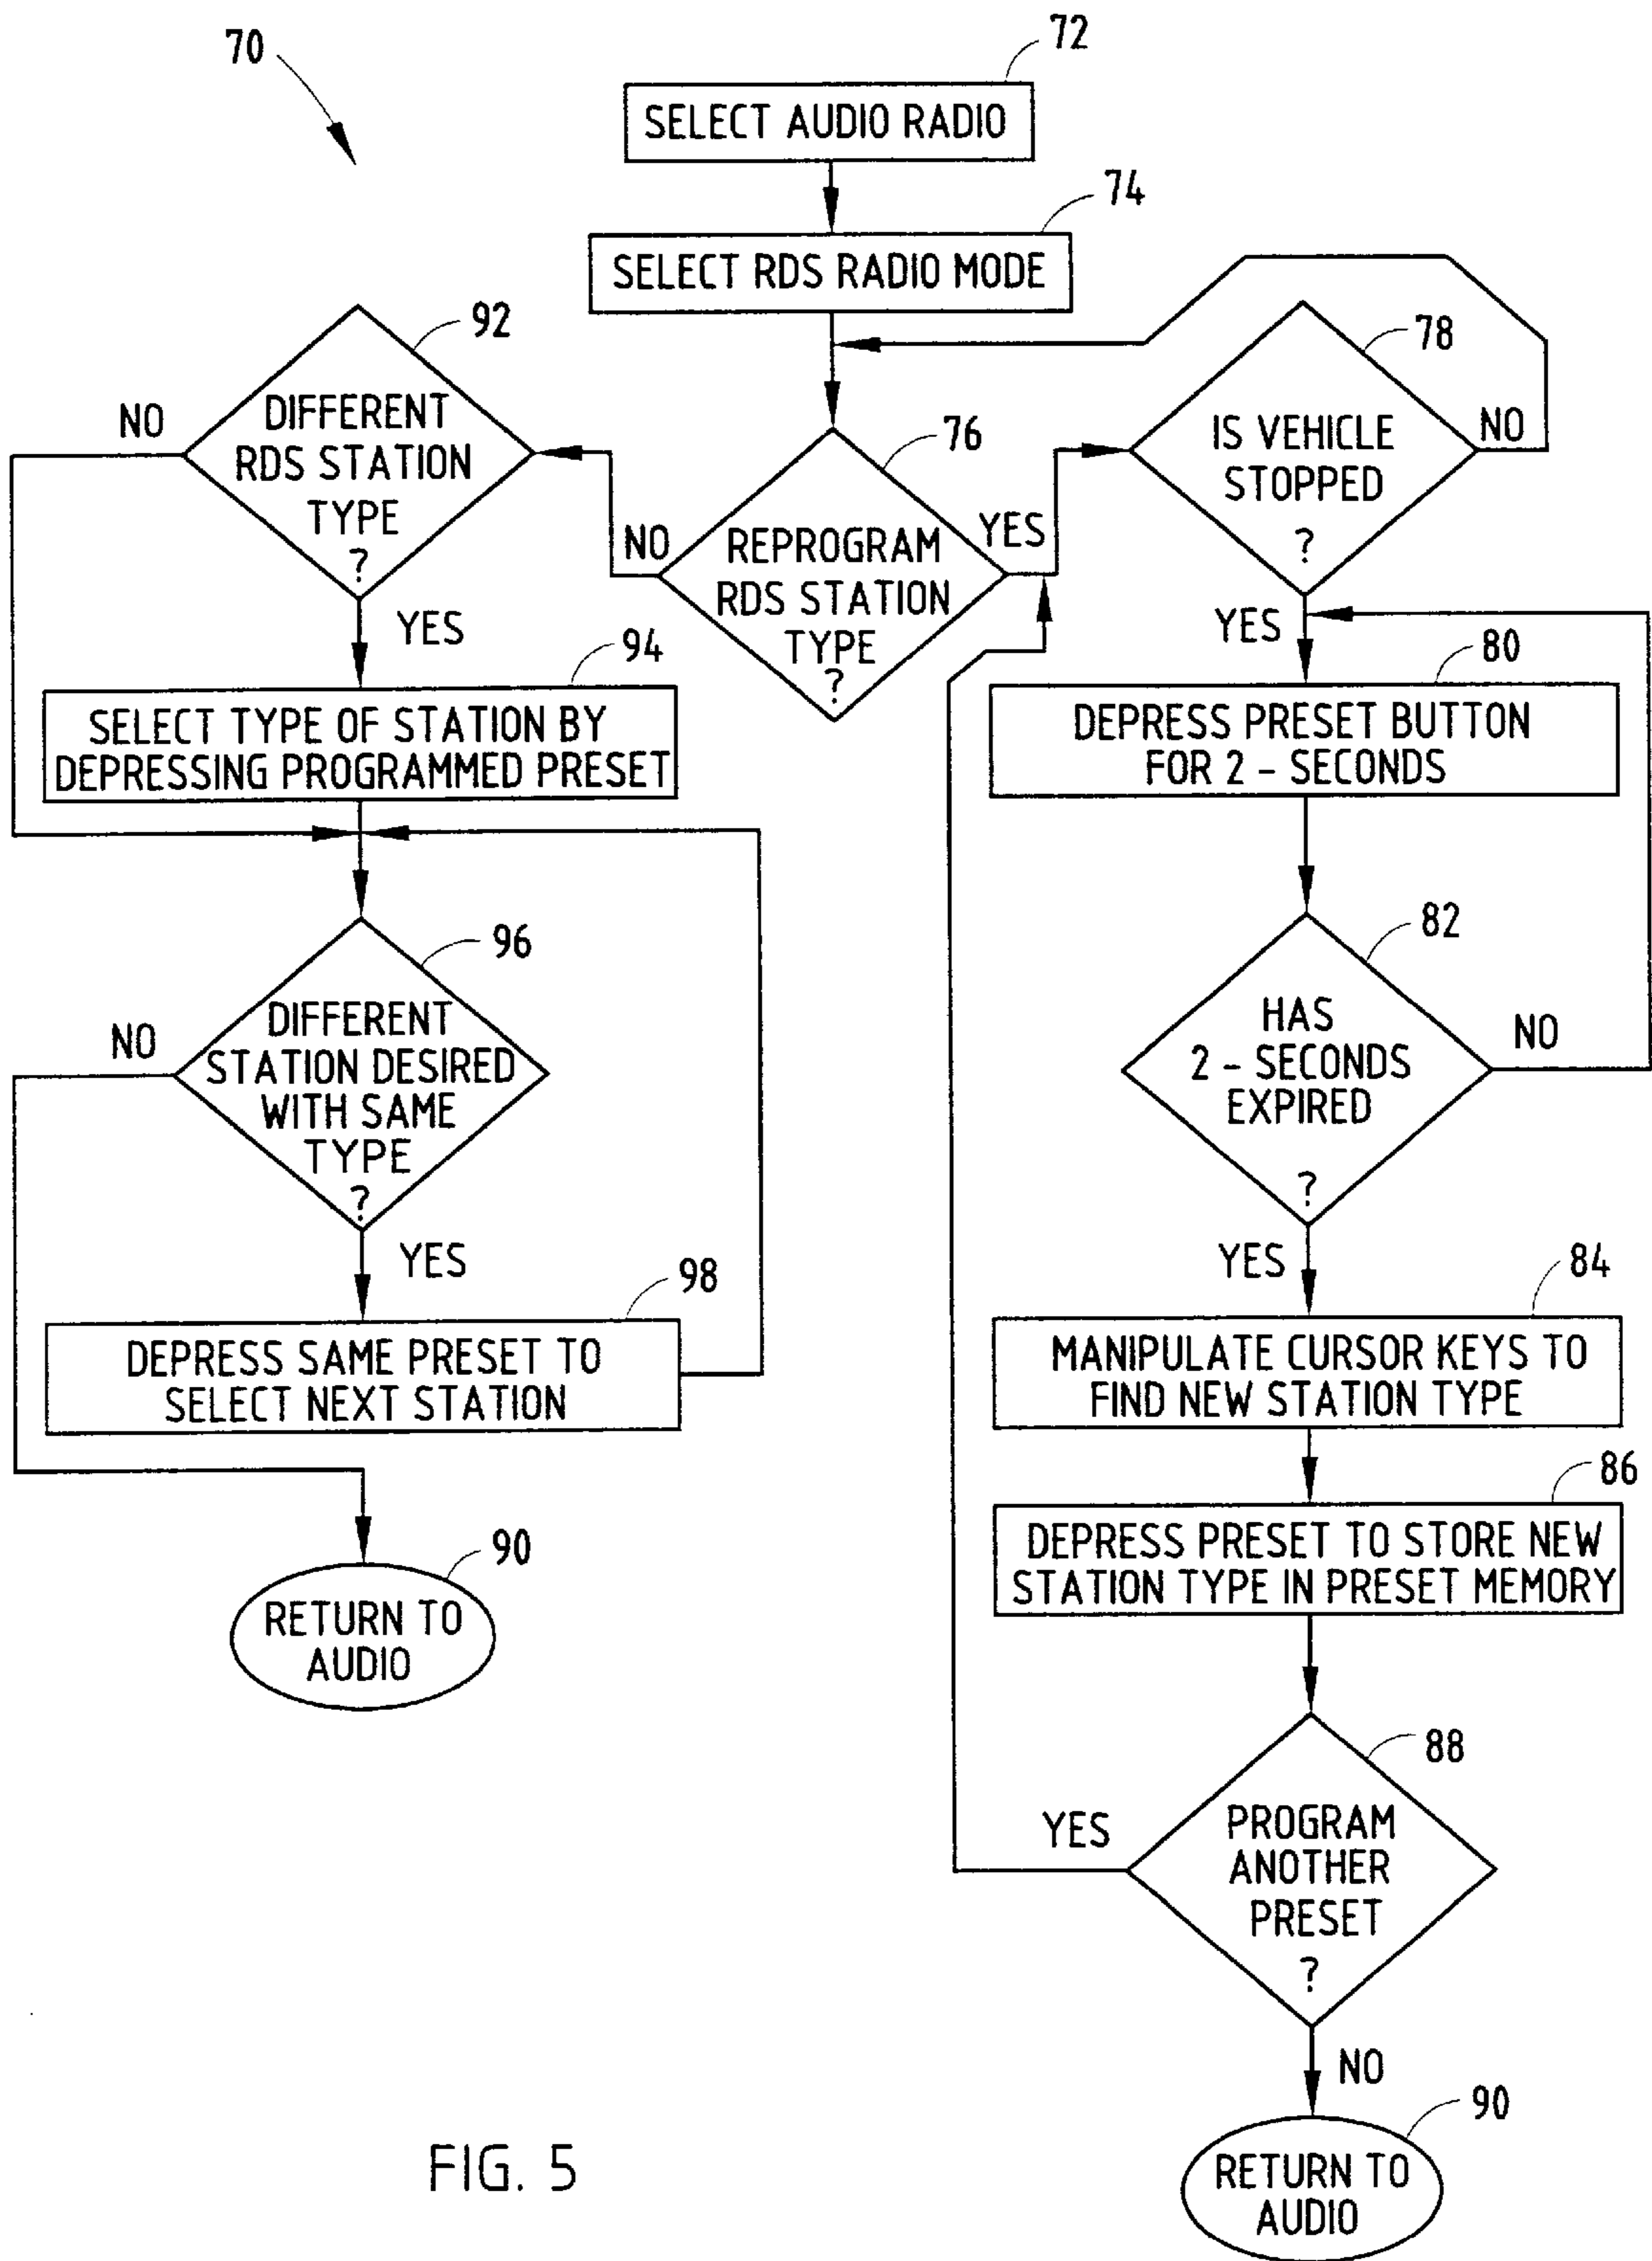 70
72
SELECT AUDIO RADIO
74
SELECT RDS RADIO MODE
92
DIFFERENT
RDS STATION
TYPE
?
NO
YES
76
REPROGRAM
RDS STATION
TYPE
?
NO
YES
78
IS VEHICLE
STOPPED
?
NO
YES
94
SELECT TYPE OF STATION BY
DEPRESSING PROGRAMMED PRESET
80
DEPRESS PRESET BUTTON
FOR 2 - SECONDS
96
DIFFERENT
STATION DESIRED
WITH SAME
TYPE
?
NO
YES
82
HAS
2 - SECONDS
EXPIRED
?
NO
YES
98
DEPRESS SAME PRESET TO
SELECT NEXT STATION
84
MANIPULATE CURSOR KEYS TO
FIND NEW STATION TYPE
86
DEPRESS PRESET TO STORE NEW
STATION TYPE IN PRESET MEMORY
90
RETURN TO
AUDIO
88
PROGRAM
ANOTHER
PRESET
?
YES
NO
90
RETURN TO
AUDIO
FIG. 5